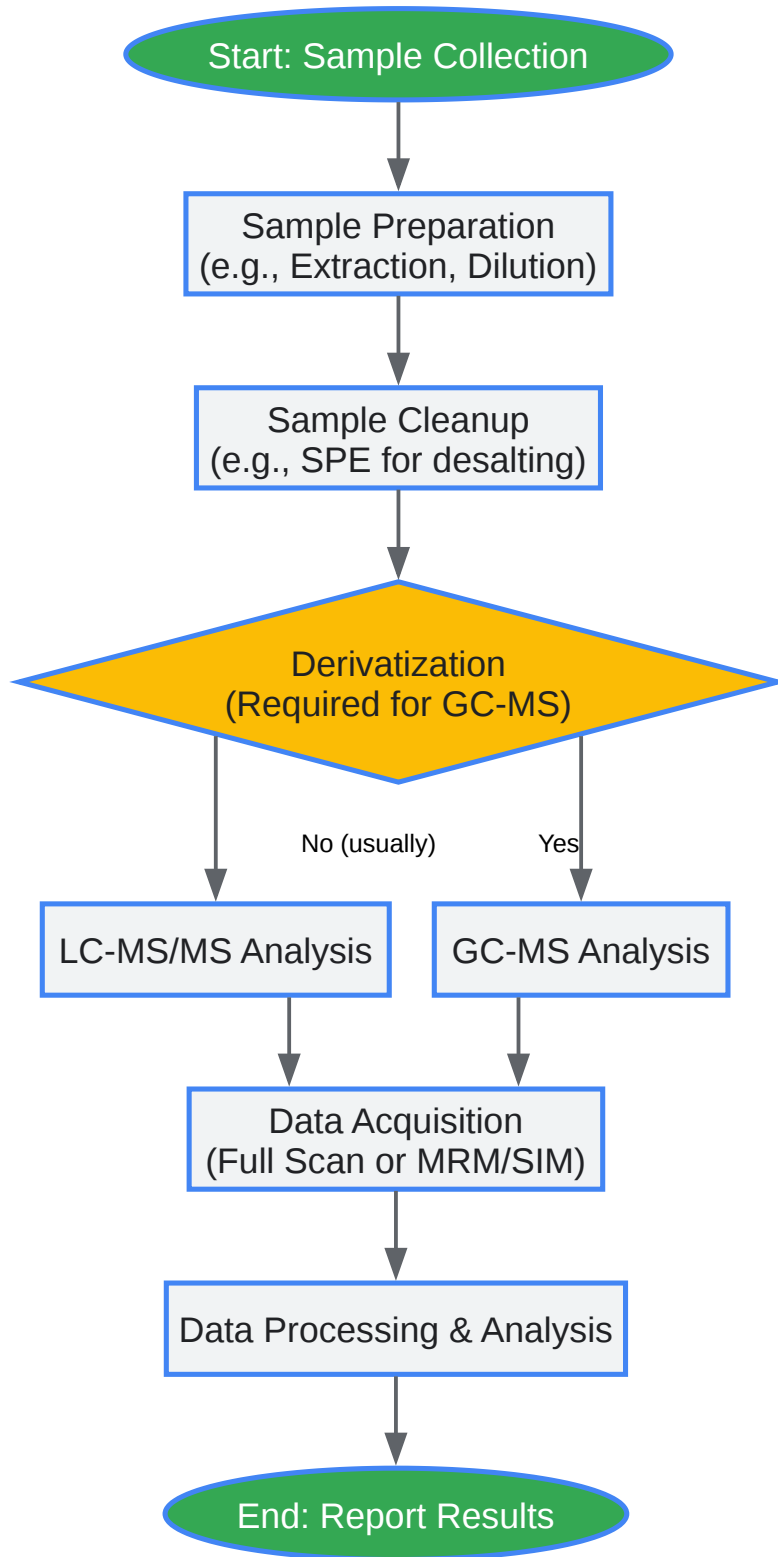 Start: Sample Collection
Sample Preparation
(e.g., Extraction, Dilution)
Sample Cleanup
(e.g., SPE for desalting)
Derivatization
(Required for GC-MS)
No (usually)
Yes
LC-MS/MS Analysis
GC-MS Analysis
Data Acquisition
(Full Scan or MRM/SIM)
Data Processing & Analysis
End: Report Results